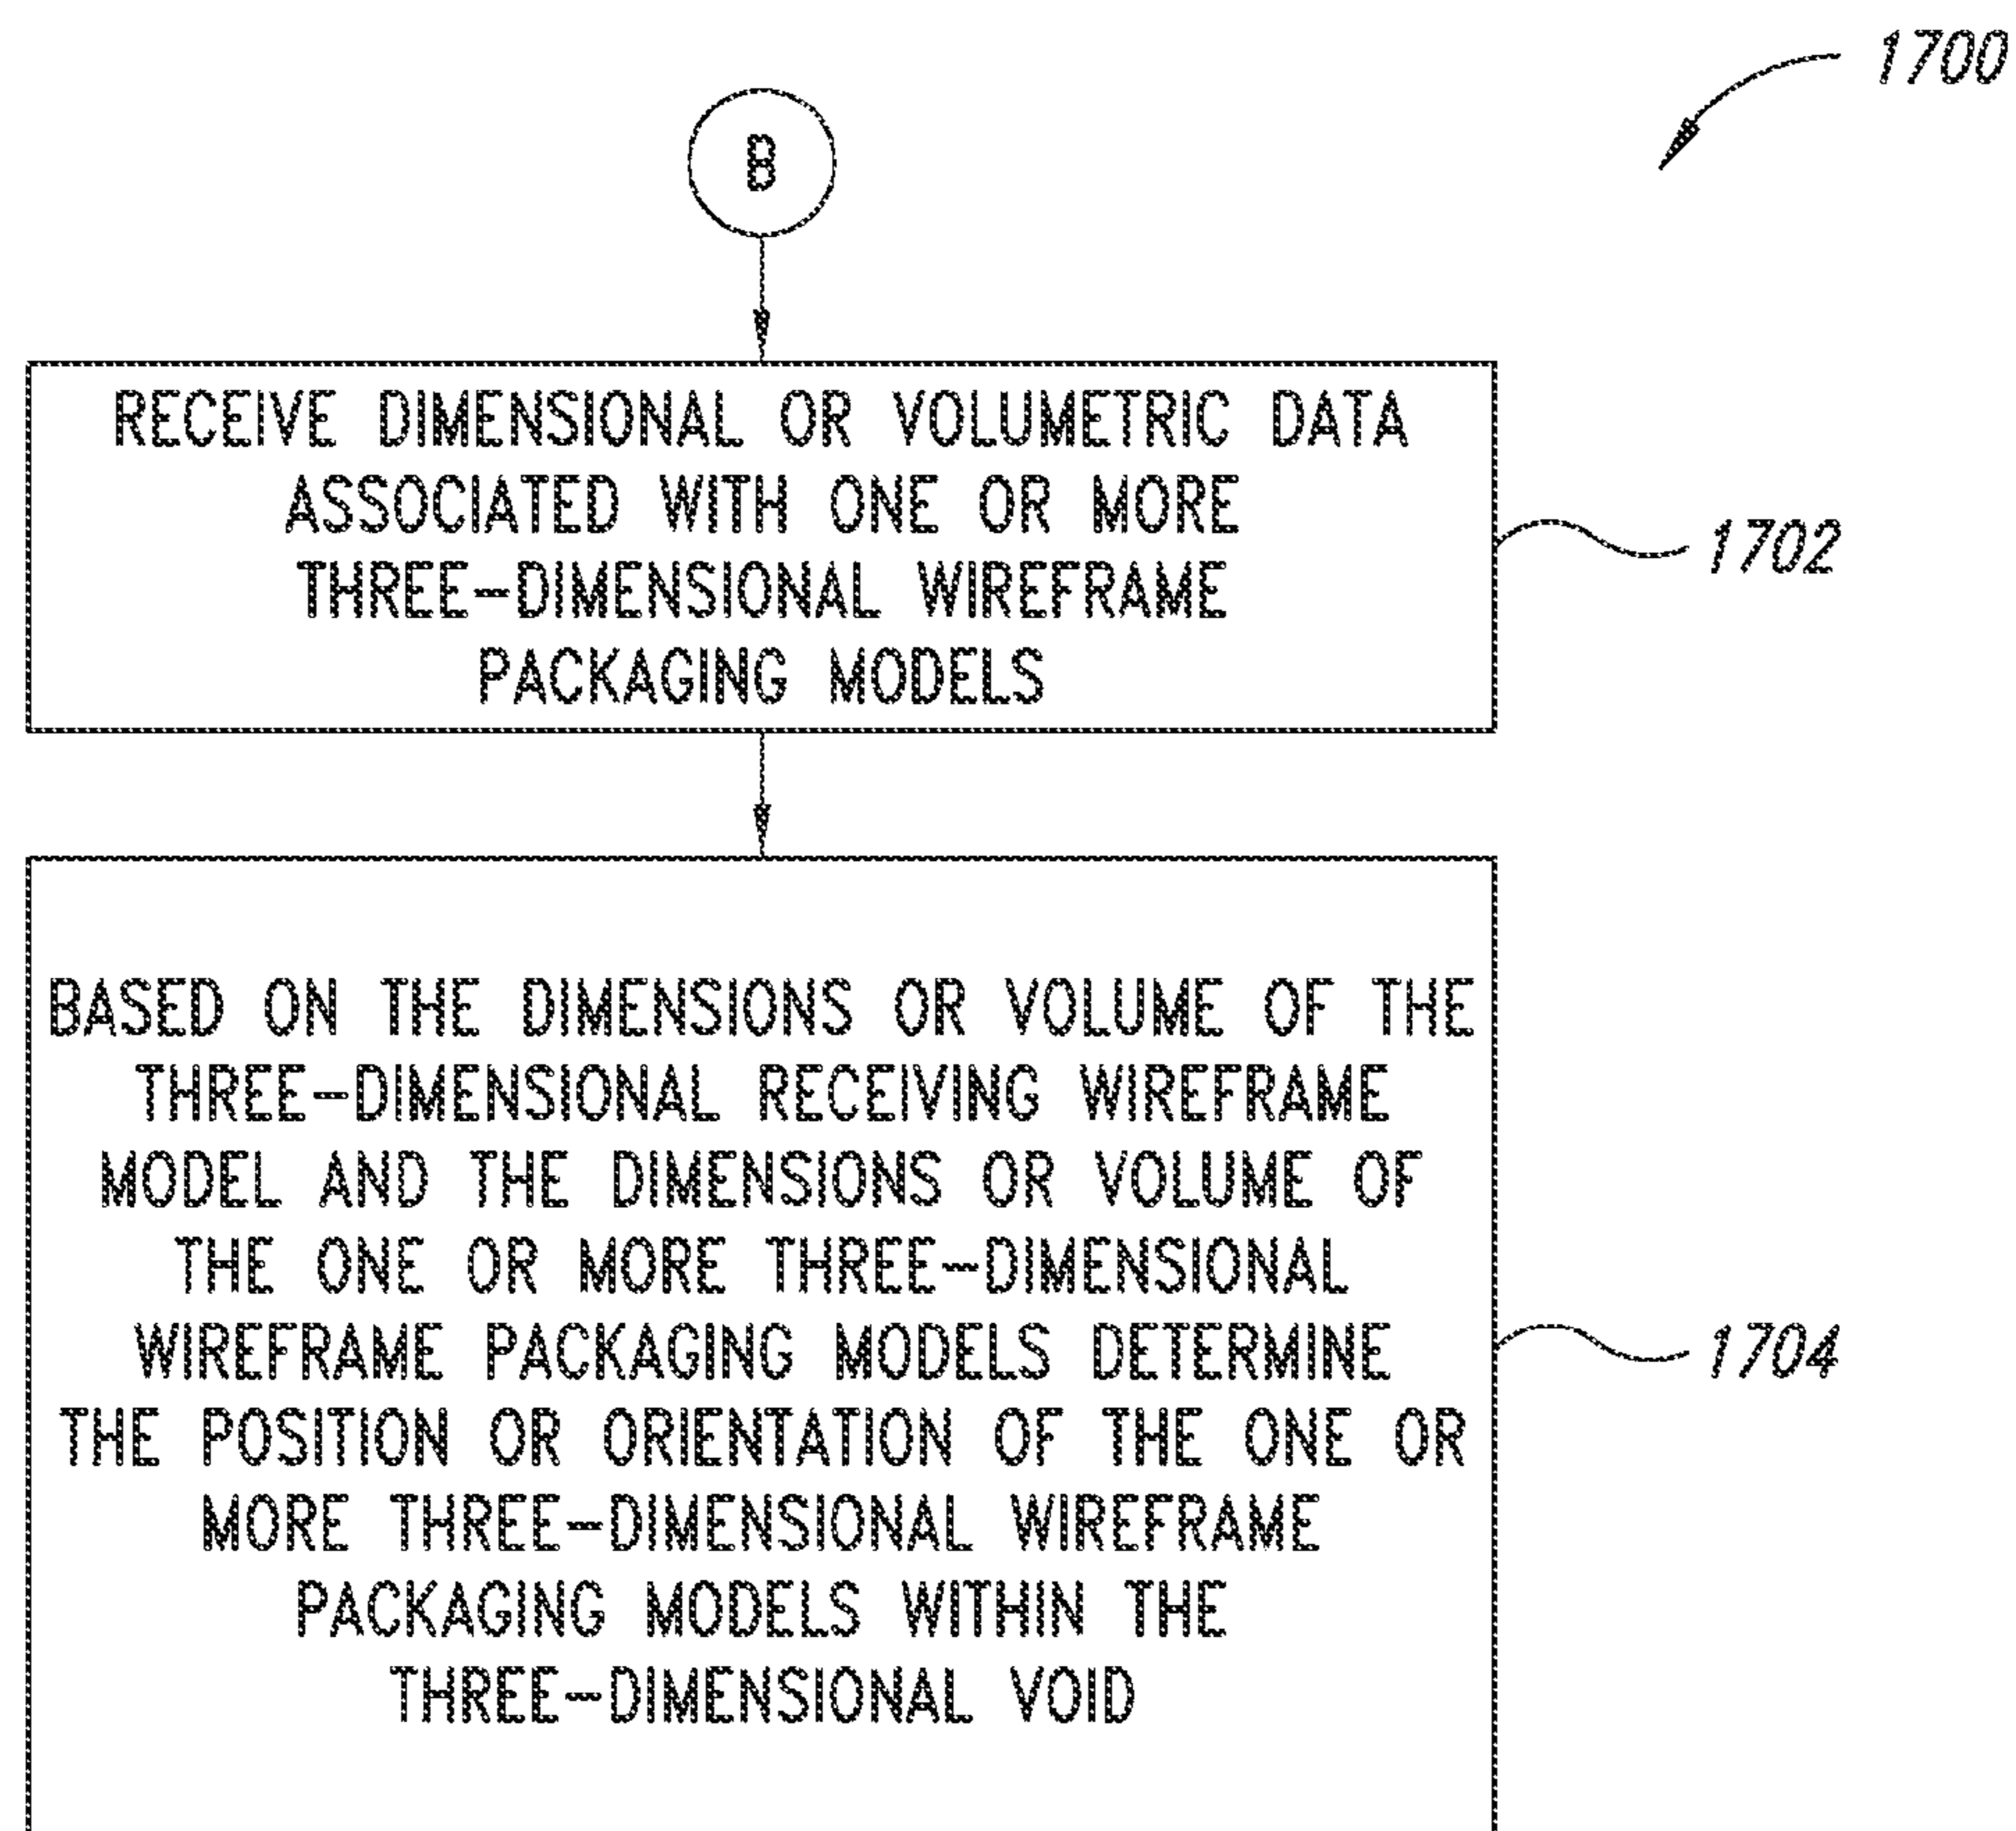 1700
B
RECEIVE DIMENSIONAL OR VOLUMETRIC DATA
ASSOCIATED WITH ONE OR MORE
THREE-DIMENSIONAL WIREFRAME
PACKAGING MODELS
1702
BASED ON THE DIMENSIONS OR VOLUME OF THE
THREE-DIMENSIONAL RECEIVING WIREFRAME
MODEL AND THE DIMENSIONS OR VOLUME OF
THE ONE OR MORE THREE-DIMENSIONAL
WIREFRAME PACKAGING MODELS DETERMINE
THE POSITION OR ORIENTATION OF THE ONE OR
MORE THREE-DIMENSIONAL WIREFRAME
PACKAGING MODELS WITHIN THE
THREE-DIMENSIONAL VOID
1704